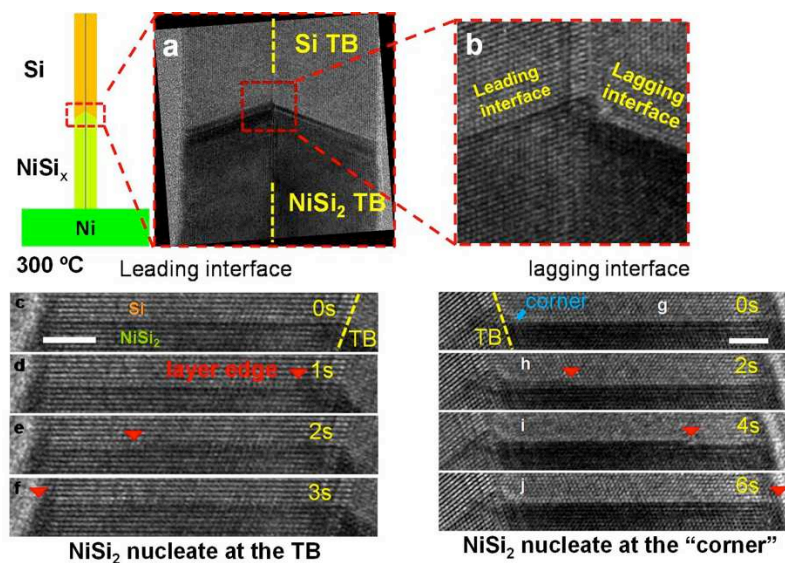 Si
NiSiₓ
Ni
300 ºC
a
Si TB
NiSi₂ TB
b
Leading
interface
Lagging
interface
Leading interface
lagging interface
c
Si
NiSi₂
0s
TB
d
layer edge
1s
e
2s
f
3s
NiSi₂ nucleate at the TB
TB
corner
g
0s
h
2s
i
4s
j
6s
NiSi₂ nucleate at the “corner”